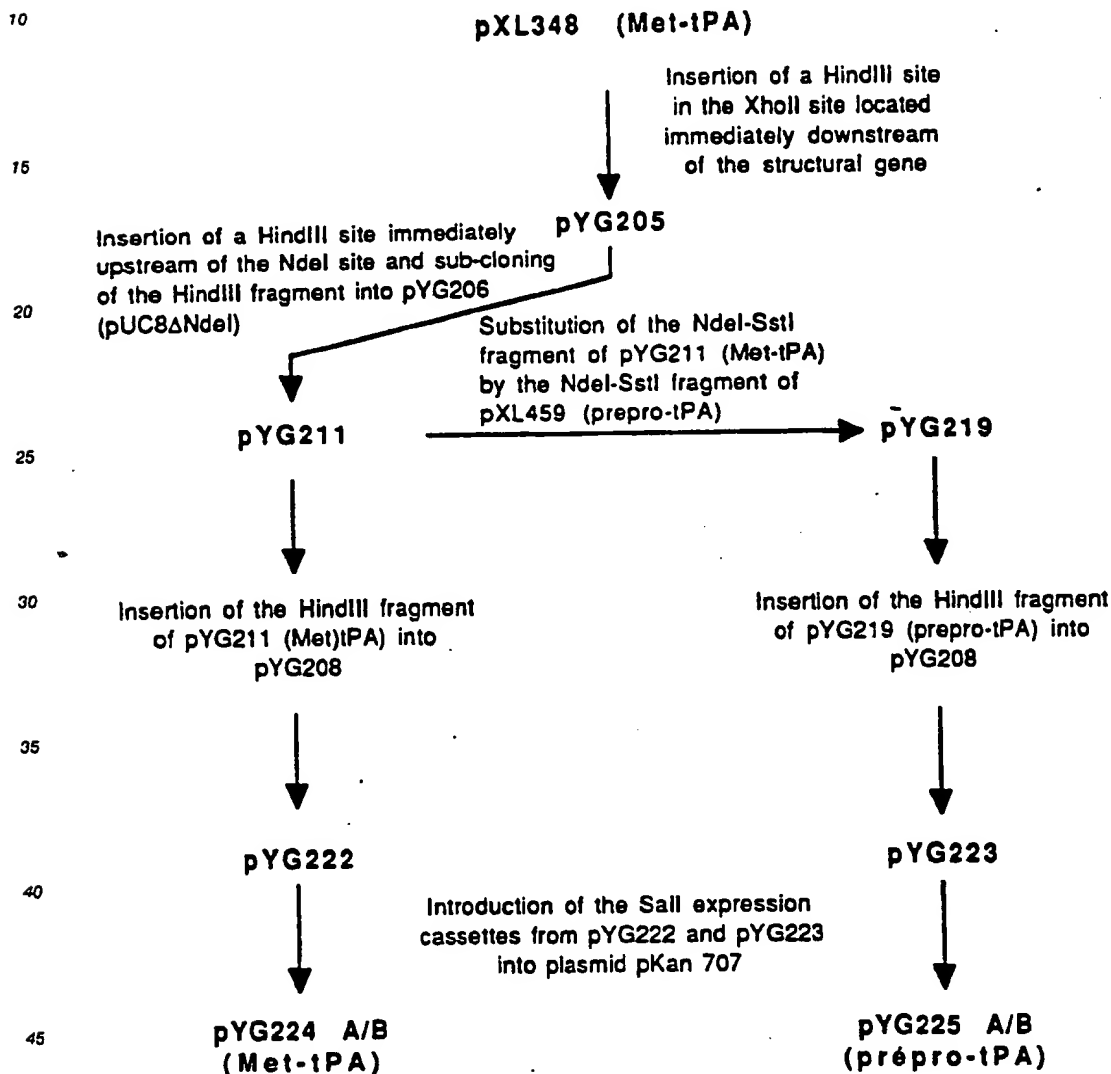 10
pXL348 (Met-tPA)
Insertion of a HindIII site
in the XhoII site located
immediately downstream
of the structural gene
15
pYG205
Insertion of a HindIII site immediately
upstream of the NdeI site and sub-cloning
of the HindIII fragment into pYG206
(pUC8ΔNdeI)
20
Substitution of the NdeI-SstI
fragment of pYG211 (Met-tPA)
by the NdeI-SstI fragment of
pXL459 (prepro-tPA)
pYG211
pYG219
25
30
Insertion of the HindIII fragment
of pYG211 (Met)tPA) into
pYG208
Insertion of the HindIII fragment
of pYG219 (prepro-tPA) into
pYG208
35
pYG222
pYG223
40
Introduction of the SalI expression
cassettes from pYG222 and pYG223
into plasmid pKan 707
45
pYG224 A/B
(Met-tPA)
pYG225 A/B
(prépro-tPA)